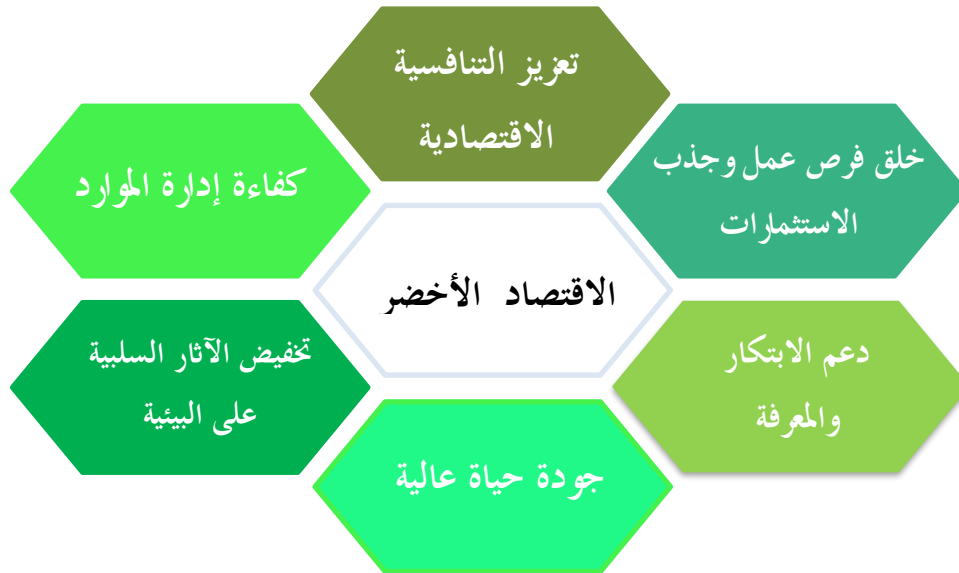 تعزيز التنافسية
الاقتصادية
خلق فرص عمل وجذب
الاستثمارات
كفاءة إدارة الموارد
الاقتصاد الأخضر
دعم الابتكار
والمعرفة
تخفيض الآثار السلبية
على البيئية
جودة حياة عالية